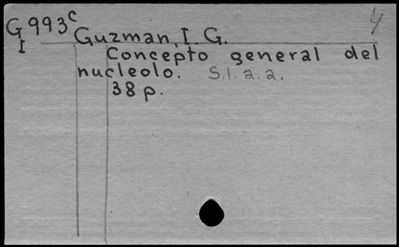 4
G993c
I
Guzman, I. G.
Concepto general del
nucleolo. S.l. a. a.
38 p.